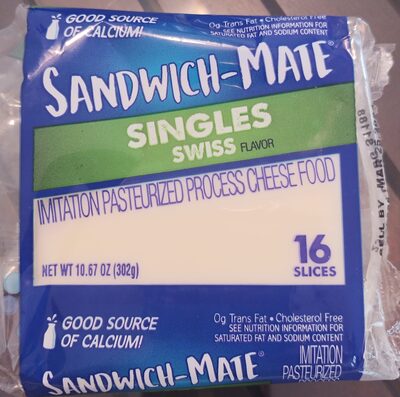 GOOD SOURCE
OF CALCIUM!
0g Trans Fat • Cholesterol Free
SEE NUTRITION INFORMATION FOR
SATURATED FAT AND SODIUM CONTENT
SANDWICH-MATE®
SINGLES
SWISS FLAVOR
IMITATION PASTEURIZED PROCESS CHEESE FOOD
16
SLICES
NET WT 10.67 OZ (302g)
GOOD SOURCE
OF CALCIUM!
0g Trans Fat • Cholesterol Free
SEE NUTRITION INFORMATION FOR
SATURATED FAT AND SODIUM CONTENT
SANDWICH-MATE®
IMITATION
PASTEURIZED
SELL BY MAR